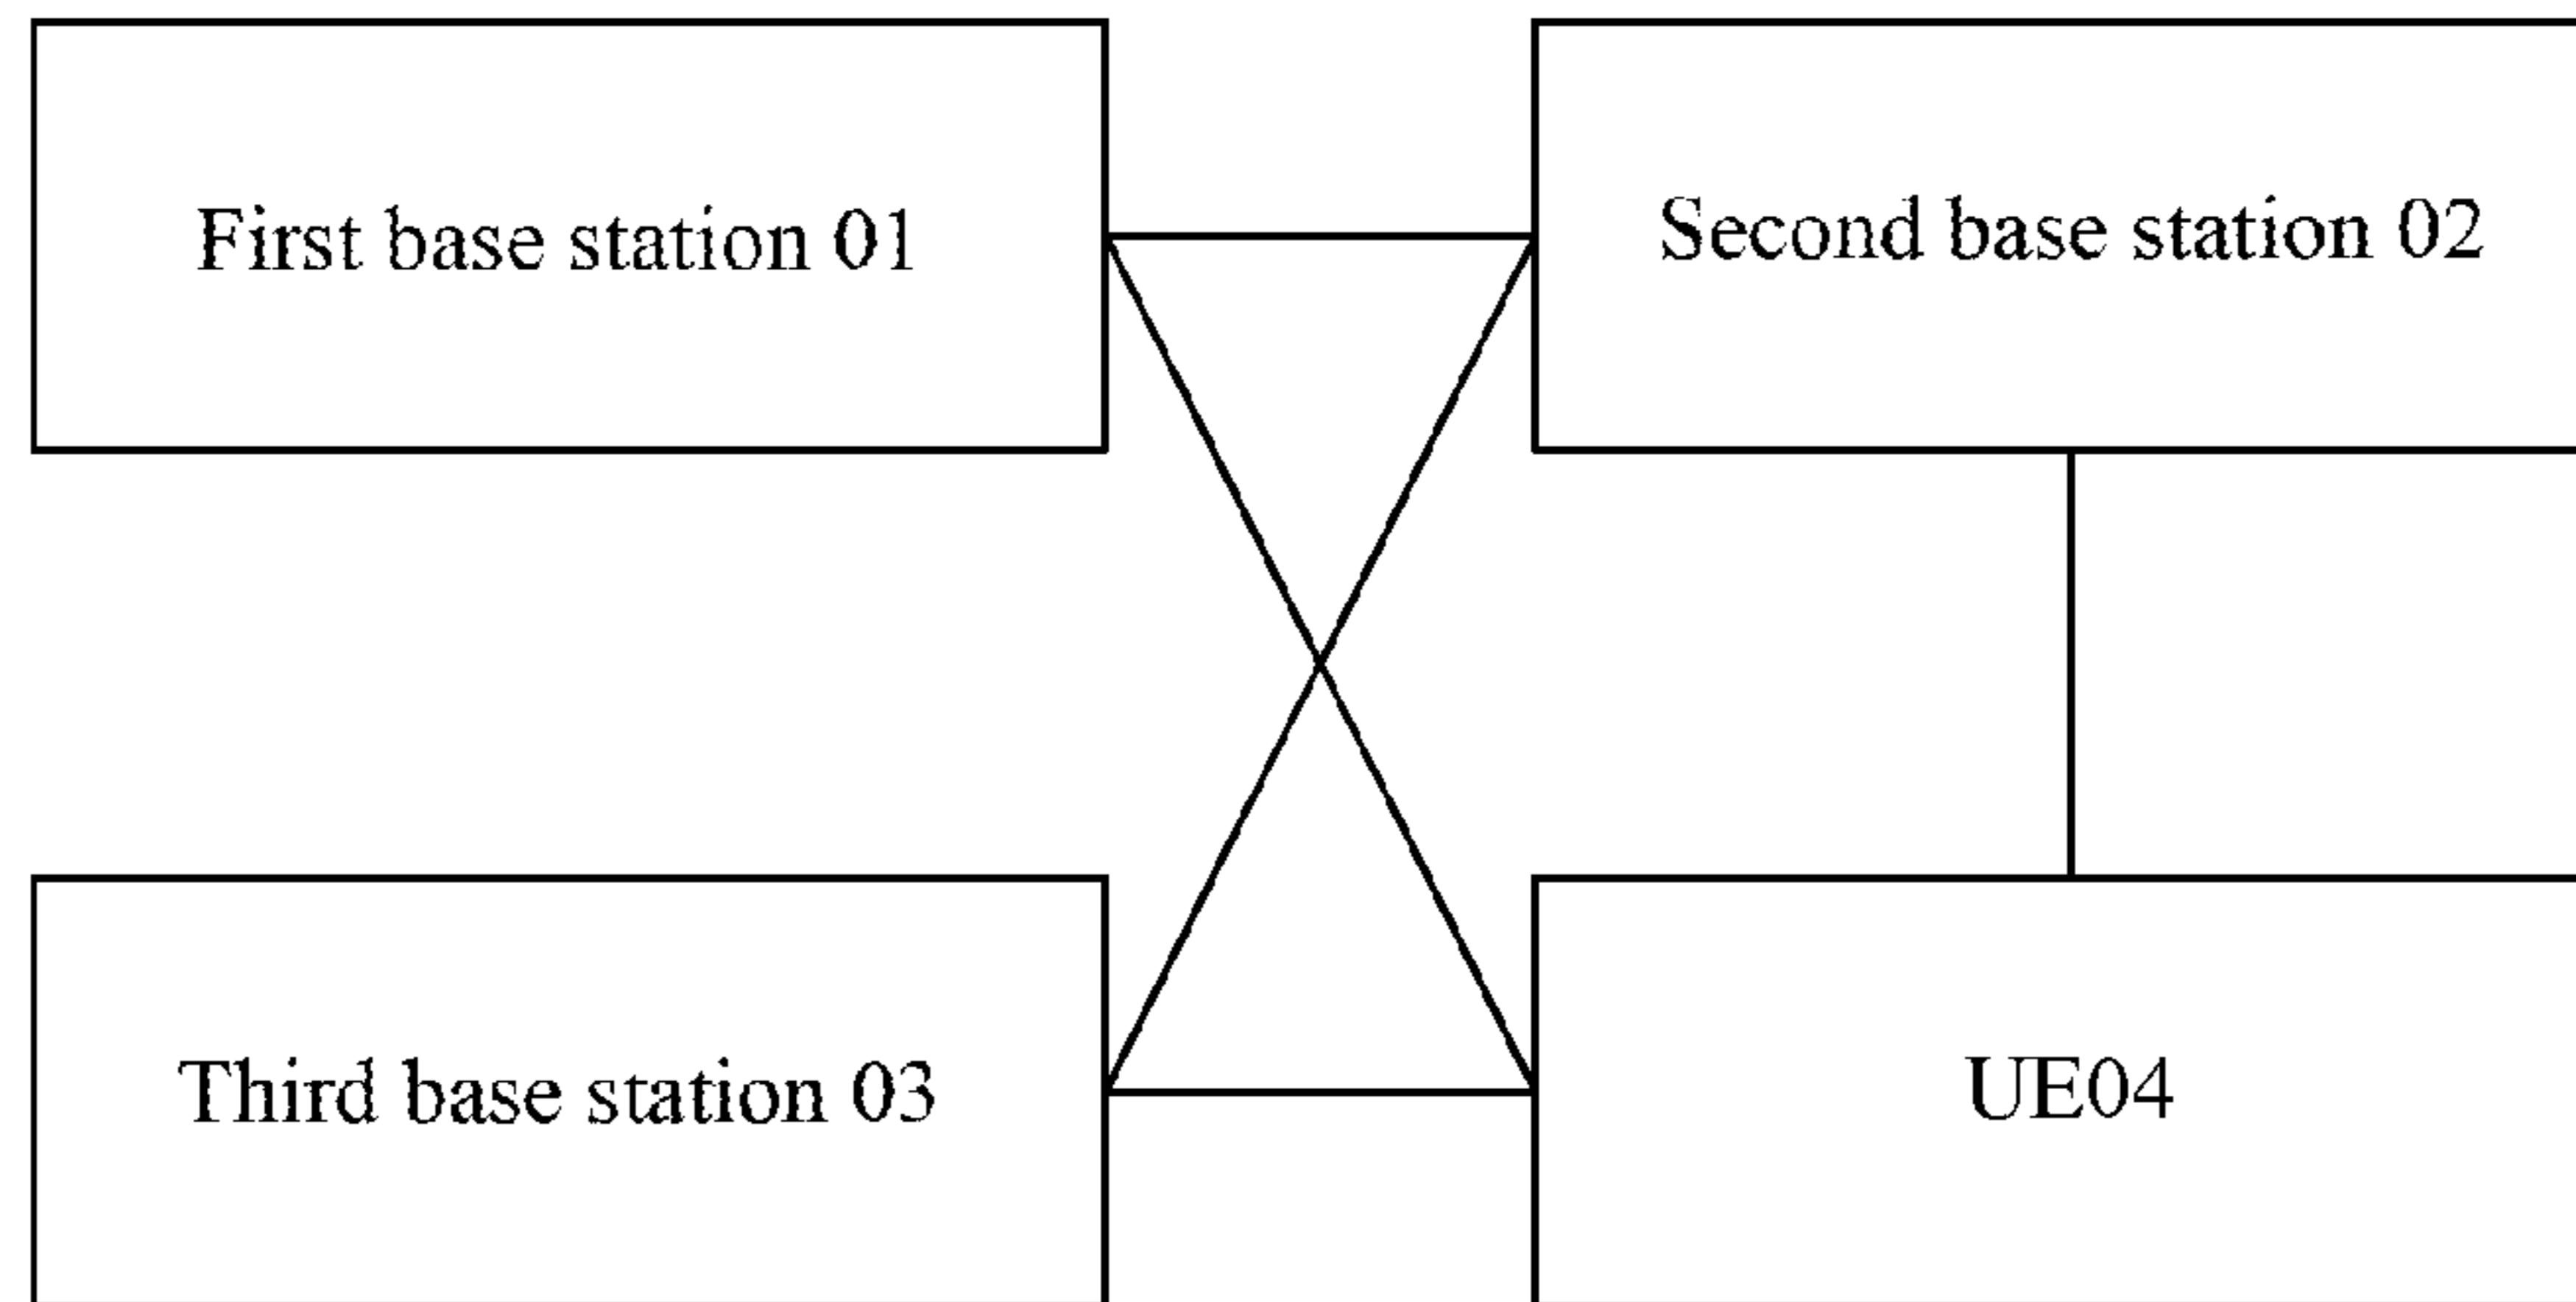 First base station 01
Second base station 02
Third base station 03
UE04